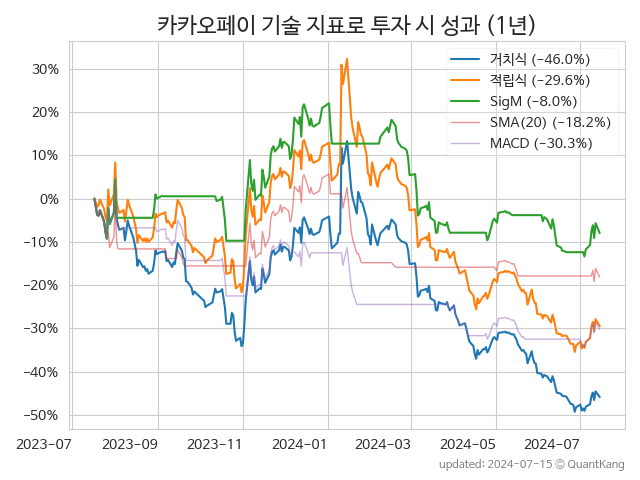 카카오페이 기술 지표로 투자 시 성과 (1년)
거치식 (−46.0%)
적립식 (−29.6%)
SigM (−8.0%)
SMA(20) (−18.2%)
MACD (−30.3%)
30%
20%
10%
0%
−10%
−20%
−30%
−40%
−50%
2023-07
2023-09
2023-11
2024-01
2024-03
2024-05
2024-07
updated: 2024-07-15 © QuantKang